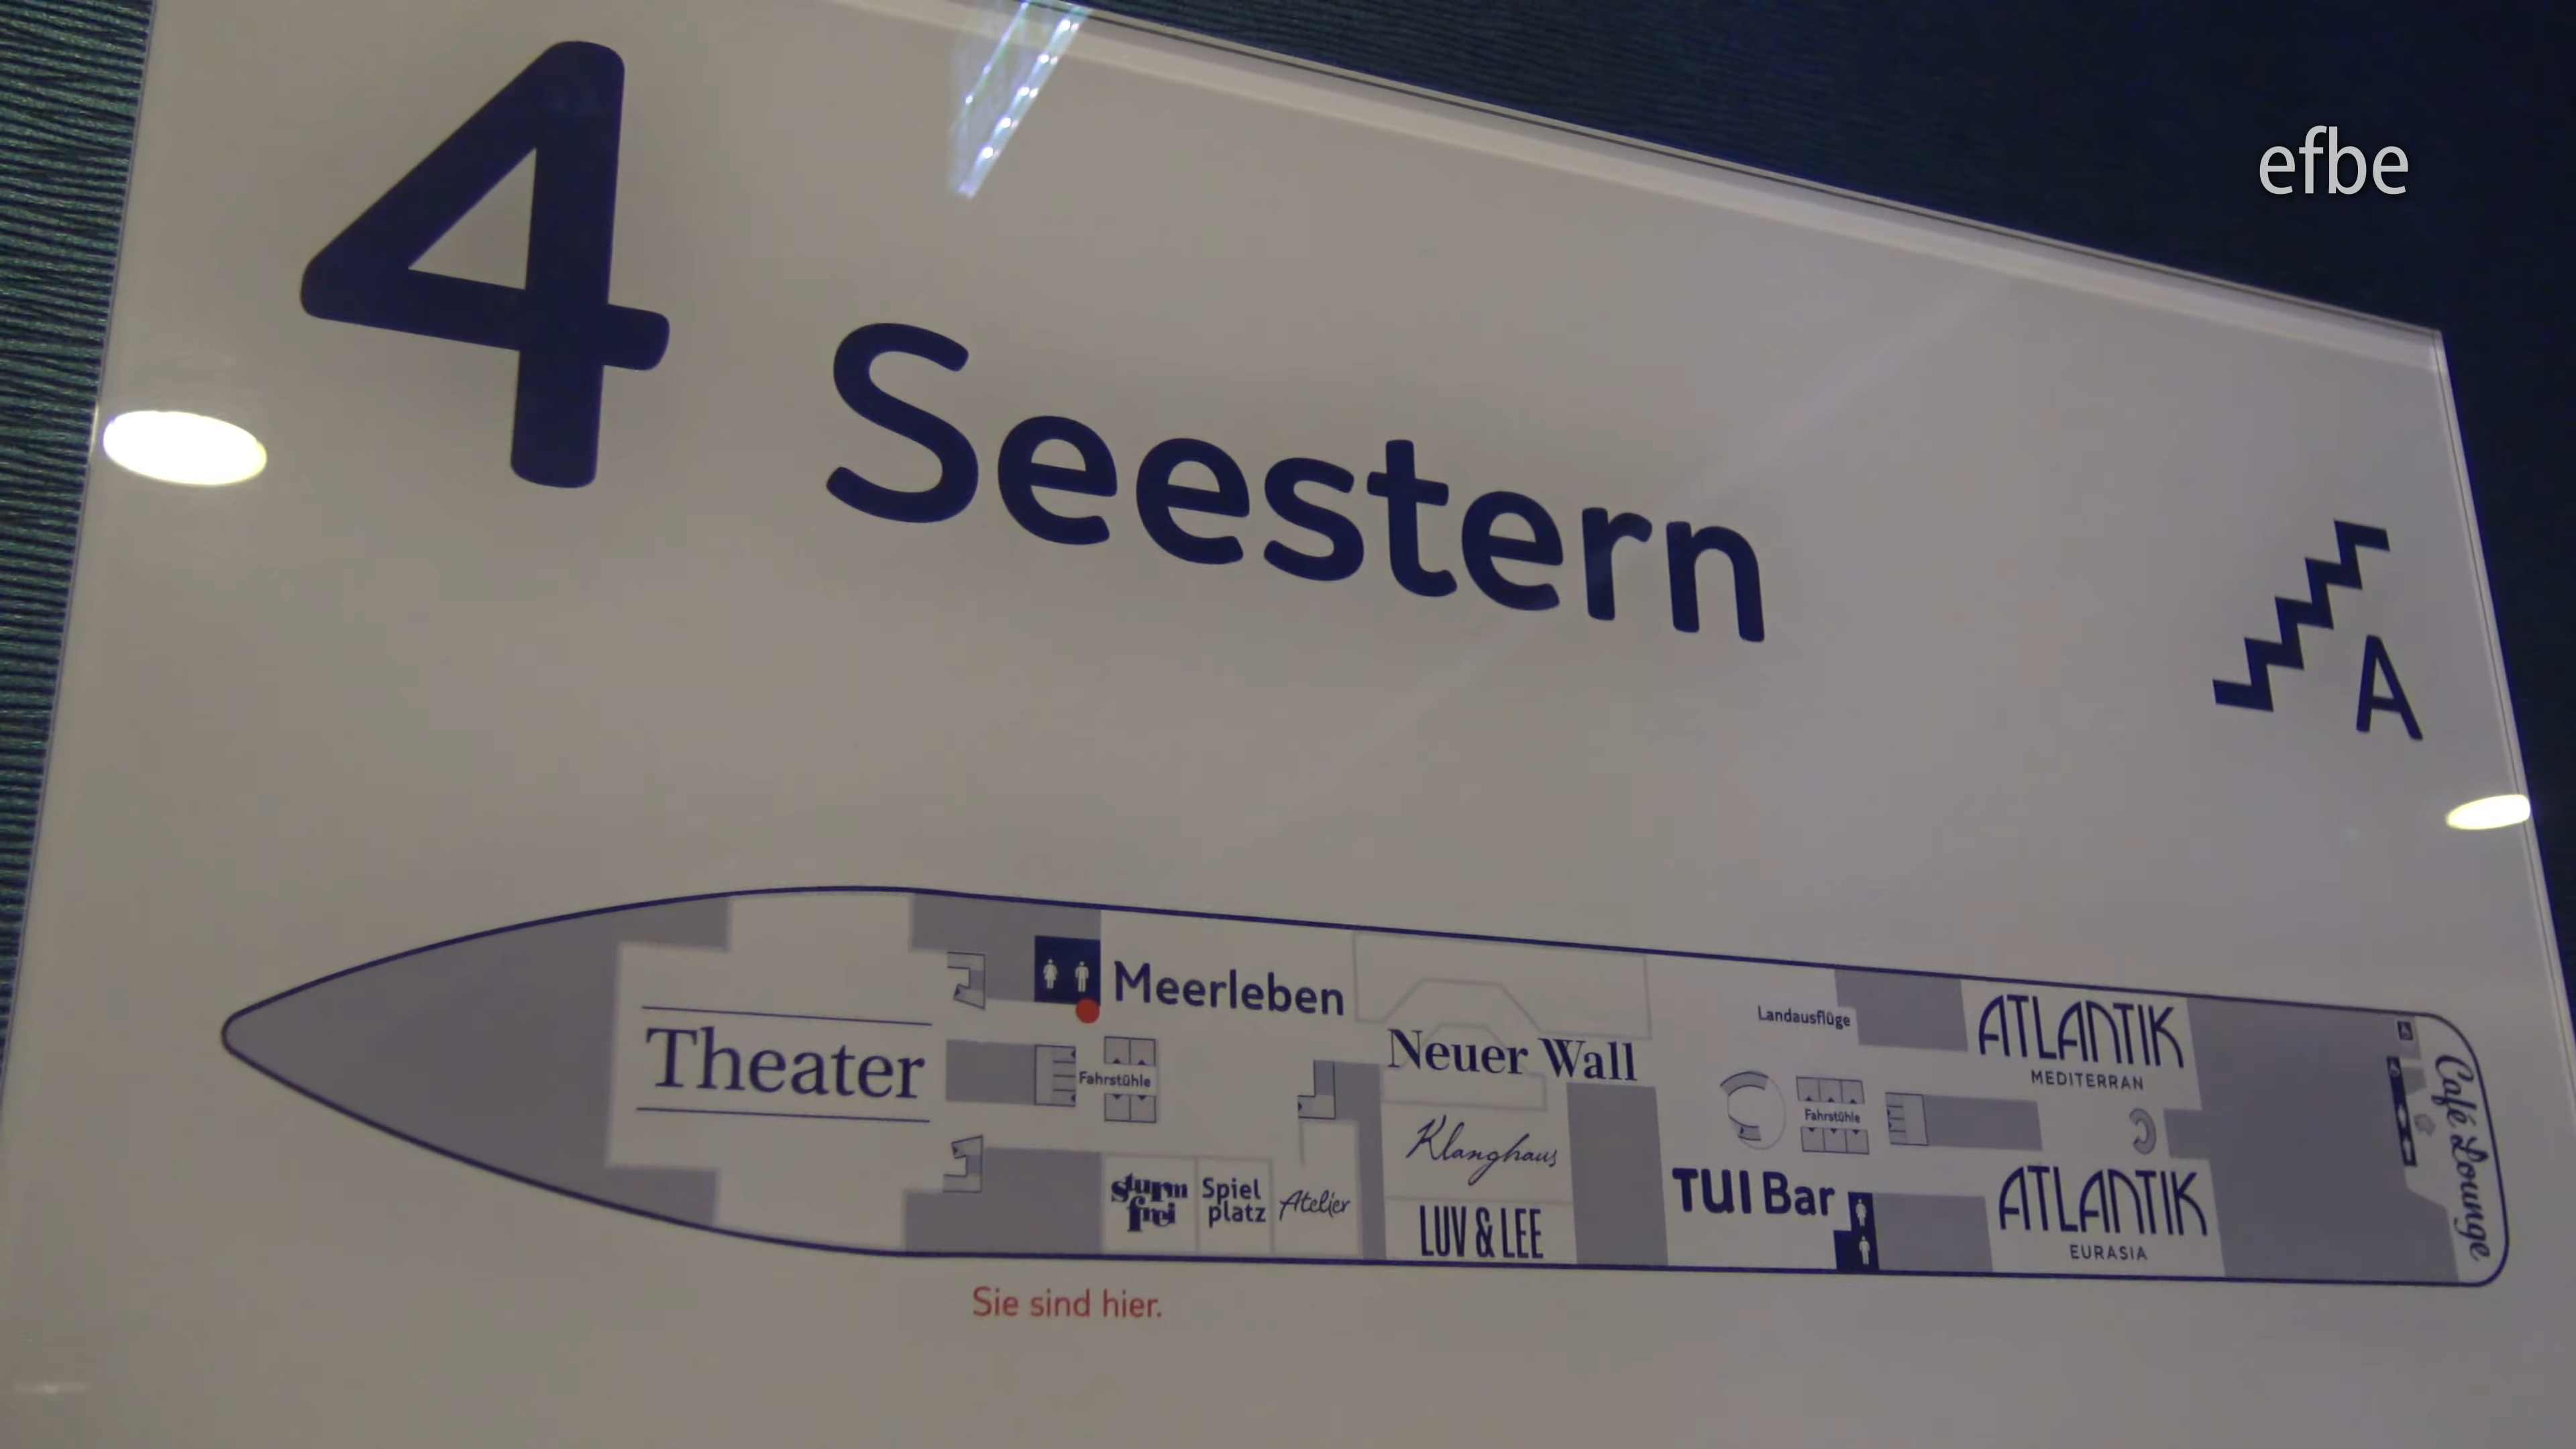 efbe
4 Seestern
A
Meerleben
Theater
Fahrstühle
Neuer Wall
Landausflüge
ATLANTIK
MEDITERRAN
Fahrstühle
Klanghaus
sturm
frei
Spiel
platz
Atelier
LUV & LEE
TUI Bar
ATLANTIK
EURASIA
Café Lounge
Sie sind hier.